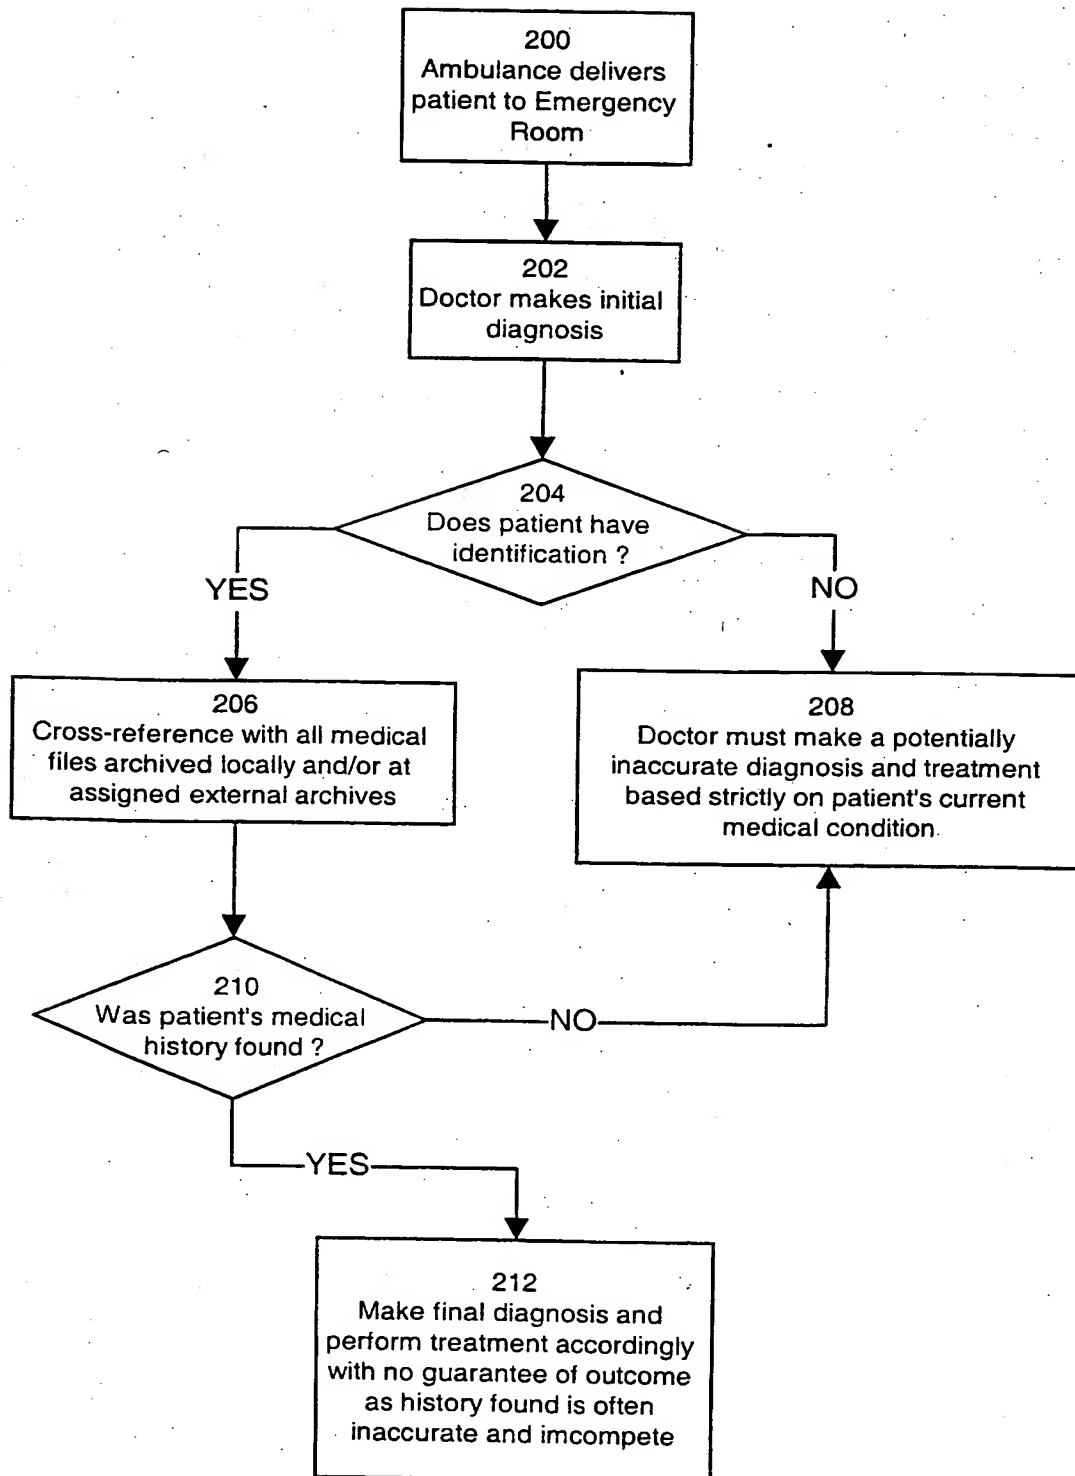 200
Ambulance delivers
patient to Emergency
Room
202
Doctor makes initial
diagnosis
204
Does patient have
identification ?
YES
NO
206
Cross-reference with all medical
files archived locally and/or at
assigned external archives
208
Doctor must make a potentially
inaccurate diagnosis and treatment
based strictly on patient's current
medical condition
210
Was patient's medical
history found ?
NO
YES
212
Make final diagnosis and
perform treatment accordingly
with no guarantee of outcome
as history found is often
inaccurate and imcompete